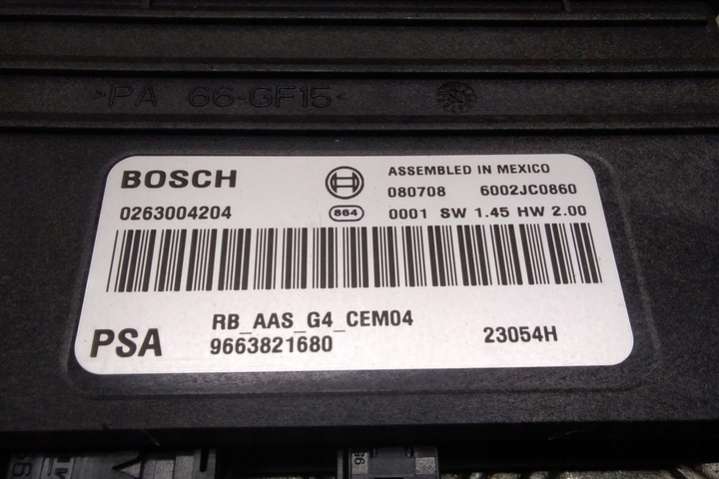 >PA 66-GF15<
BOSCH
ASSEMBLED IN MEXICO
080708 6002JC0860
0263004204
864 0001 SW 1.45 HW 2.00
PSA
RB_AAS_G4_CEM04
9663821680
23054H